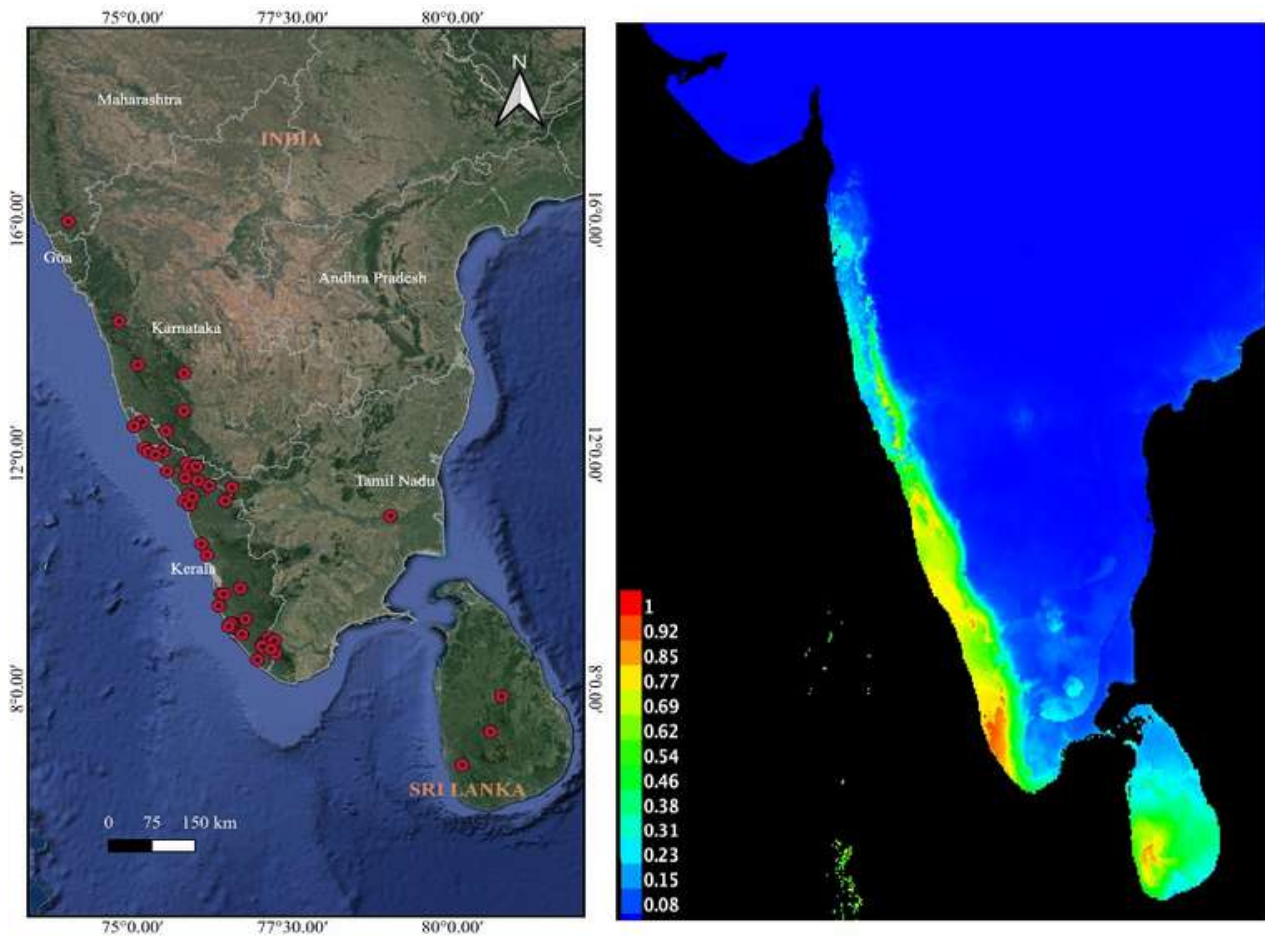 75°0.00′ 77°30.00′ 80°0.00′
N
Maharashtra
INDIA
16°0.00′ 16°0.00′
Goa
Andhra Pradesh
Karnataka
12°0.00′ 12°0.00′
Tamil Nadu
Kerala
8°0.00′ 8°0.00′
SRI LANKA
0 75 150 km
75°0.00′ 77°30.00′ 80°0.00′
1
0.92
0.85
0.77
0.69
0.62
0.54
0.46
0.38
0.31
0.23
0.15
0.08